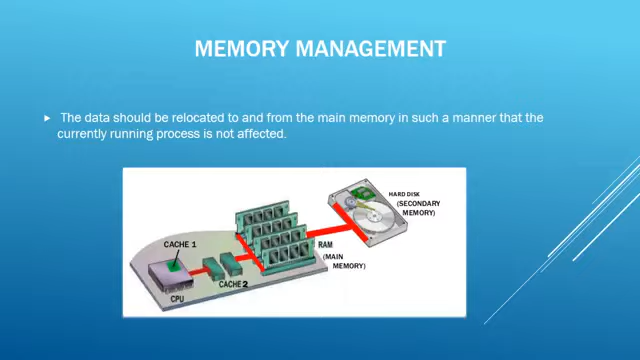 MEMORY MANAGEMENT
The data should be relocated to and from the main memory in such a manner that the
currently running process is not affected.
HARD DISK
(SECONDARY
MEMORY)
CACHE 1
RAM
(MAIN
MEMORY)
CACHE 2
CPU